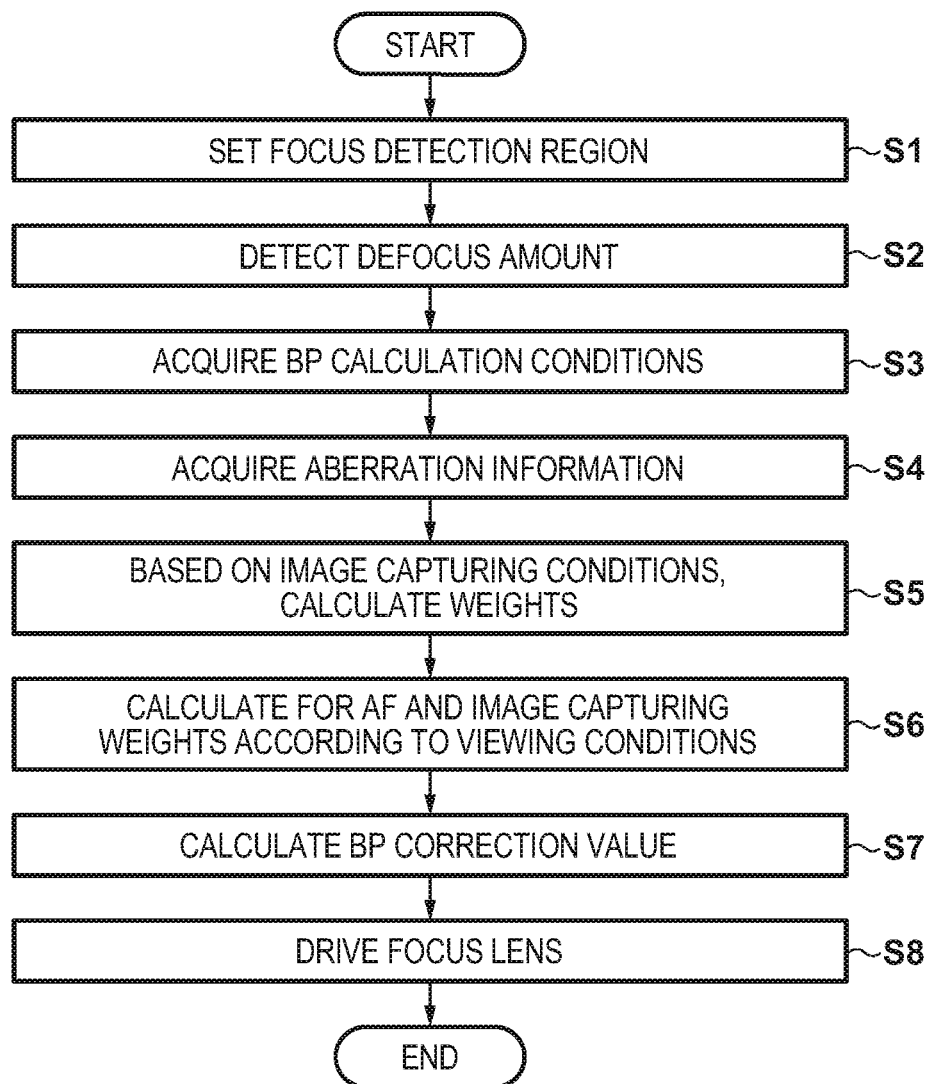 START
SET FOCUS DETECTION REGION
S1
DETECT DEFOCUS AMOUNT
S2
ACQUIRE BP CALCULATION CONDITIONS
S3
ACQUIRE ABERRATION INFORMATION
S4
BASED ON IMAGE CAPTURING CONDITIONS,
CALCULATE WEIGHTS
S5
CALCULATE FOR AF AND IMAGE CAPTURING
WEIGHTS ACCORDING TO VIEWING CONDITIONS
S6
CALCULATE BP CORRECTION VALUE
S7
DRIVE FOCUS LENS
S8
END